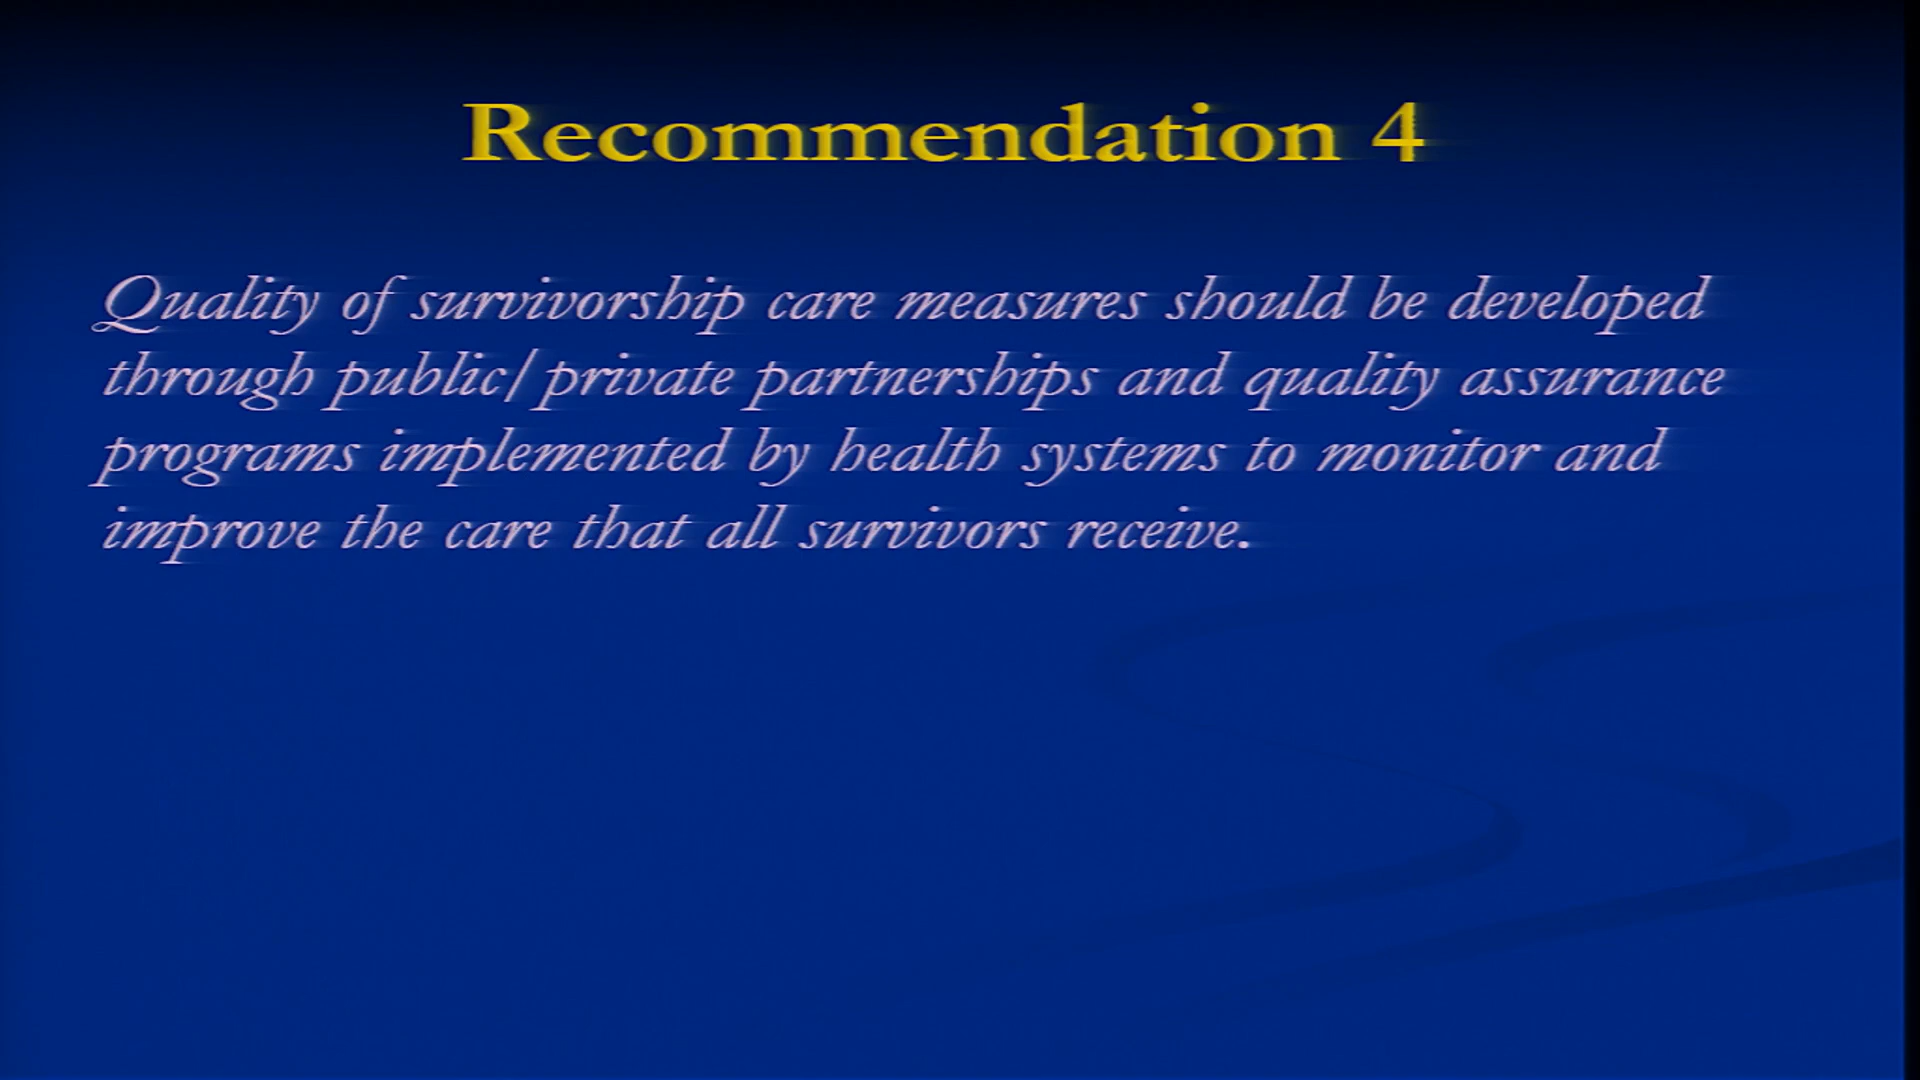 Recommendation 4
Quality of survivorship care measures should be developed
through public/private partnerships and quality assurance
programs implemented by health systems to monitor and
improve the care that all survivors receive.